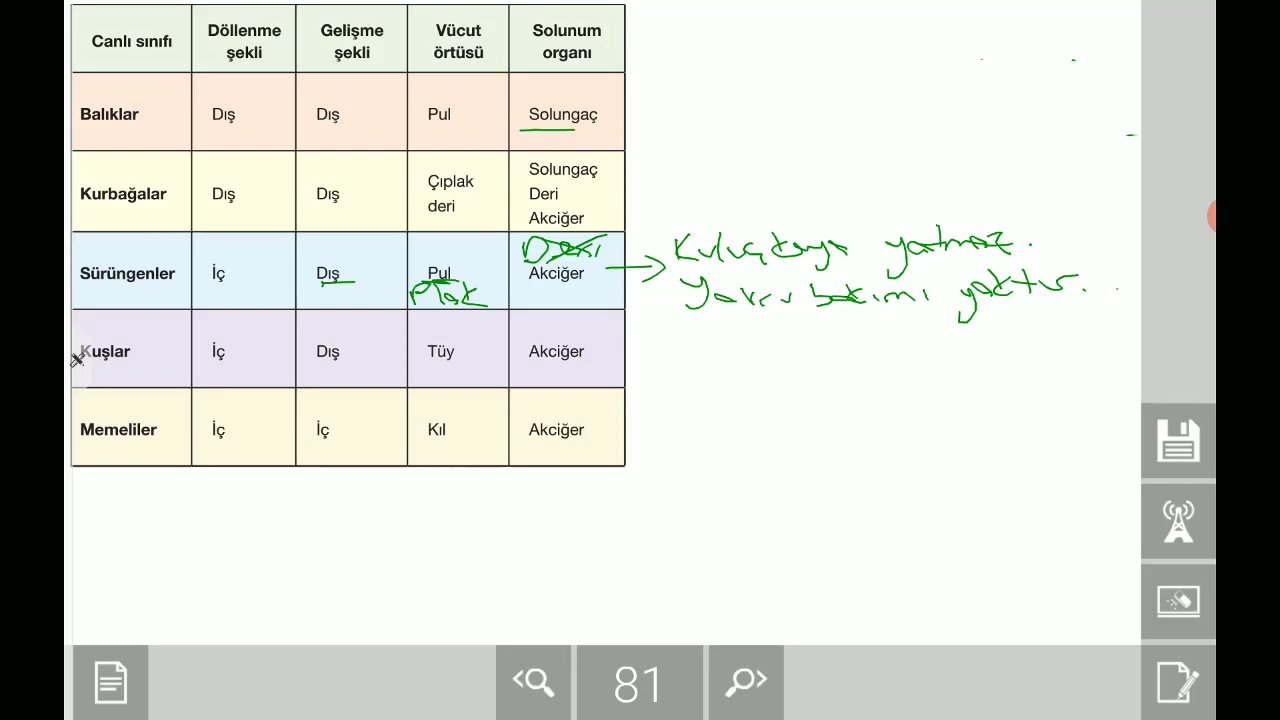 Canlı sınıfı Döllenme şekli Gelişme şekli Vücut örtüsü Solunum organı
Balıklar Dış Dış Pul Solungaç
Kurbağalar Dış Dış Çıplak deri Solungaç Deri Akciğer
Deri
Sürüngenler İç Dış Pul Akciğer
Plak
Kuluçkaya yatmaz.
Yavru bakımı yoktur.
Kuşlar İç Dış Tüy Akciğer
Memeliler İç İç Kıl Akciğer
81